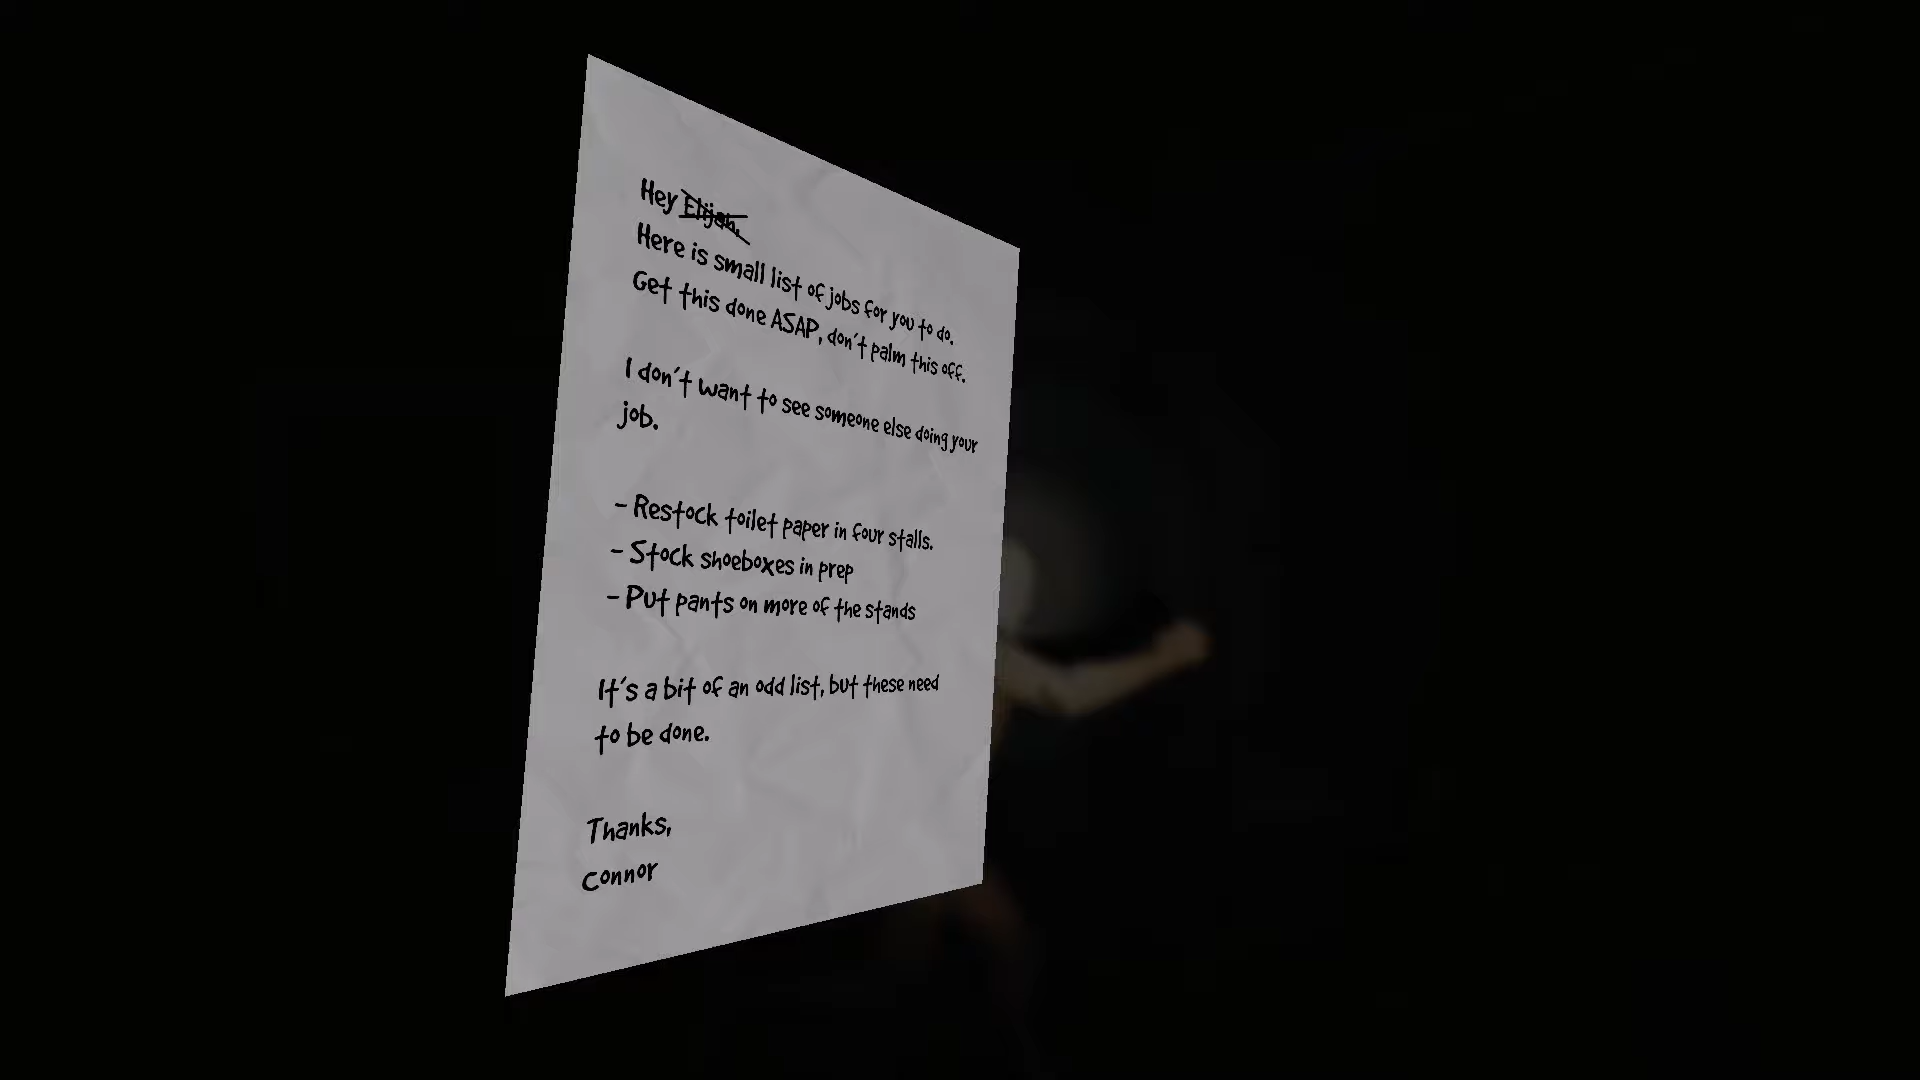 Hey Elijah,
Here is small list of jobs for you to do.
Get this done ASAP, don't palm this off.
I don't want to see someone else doing your
job.
- Restock toilet paper in four stalls.
- Stock shoeboxes in prep
- Put pants on more of the stands
It's a bit of an odd list, but these need
to be done.
Thanks,
Connor